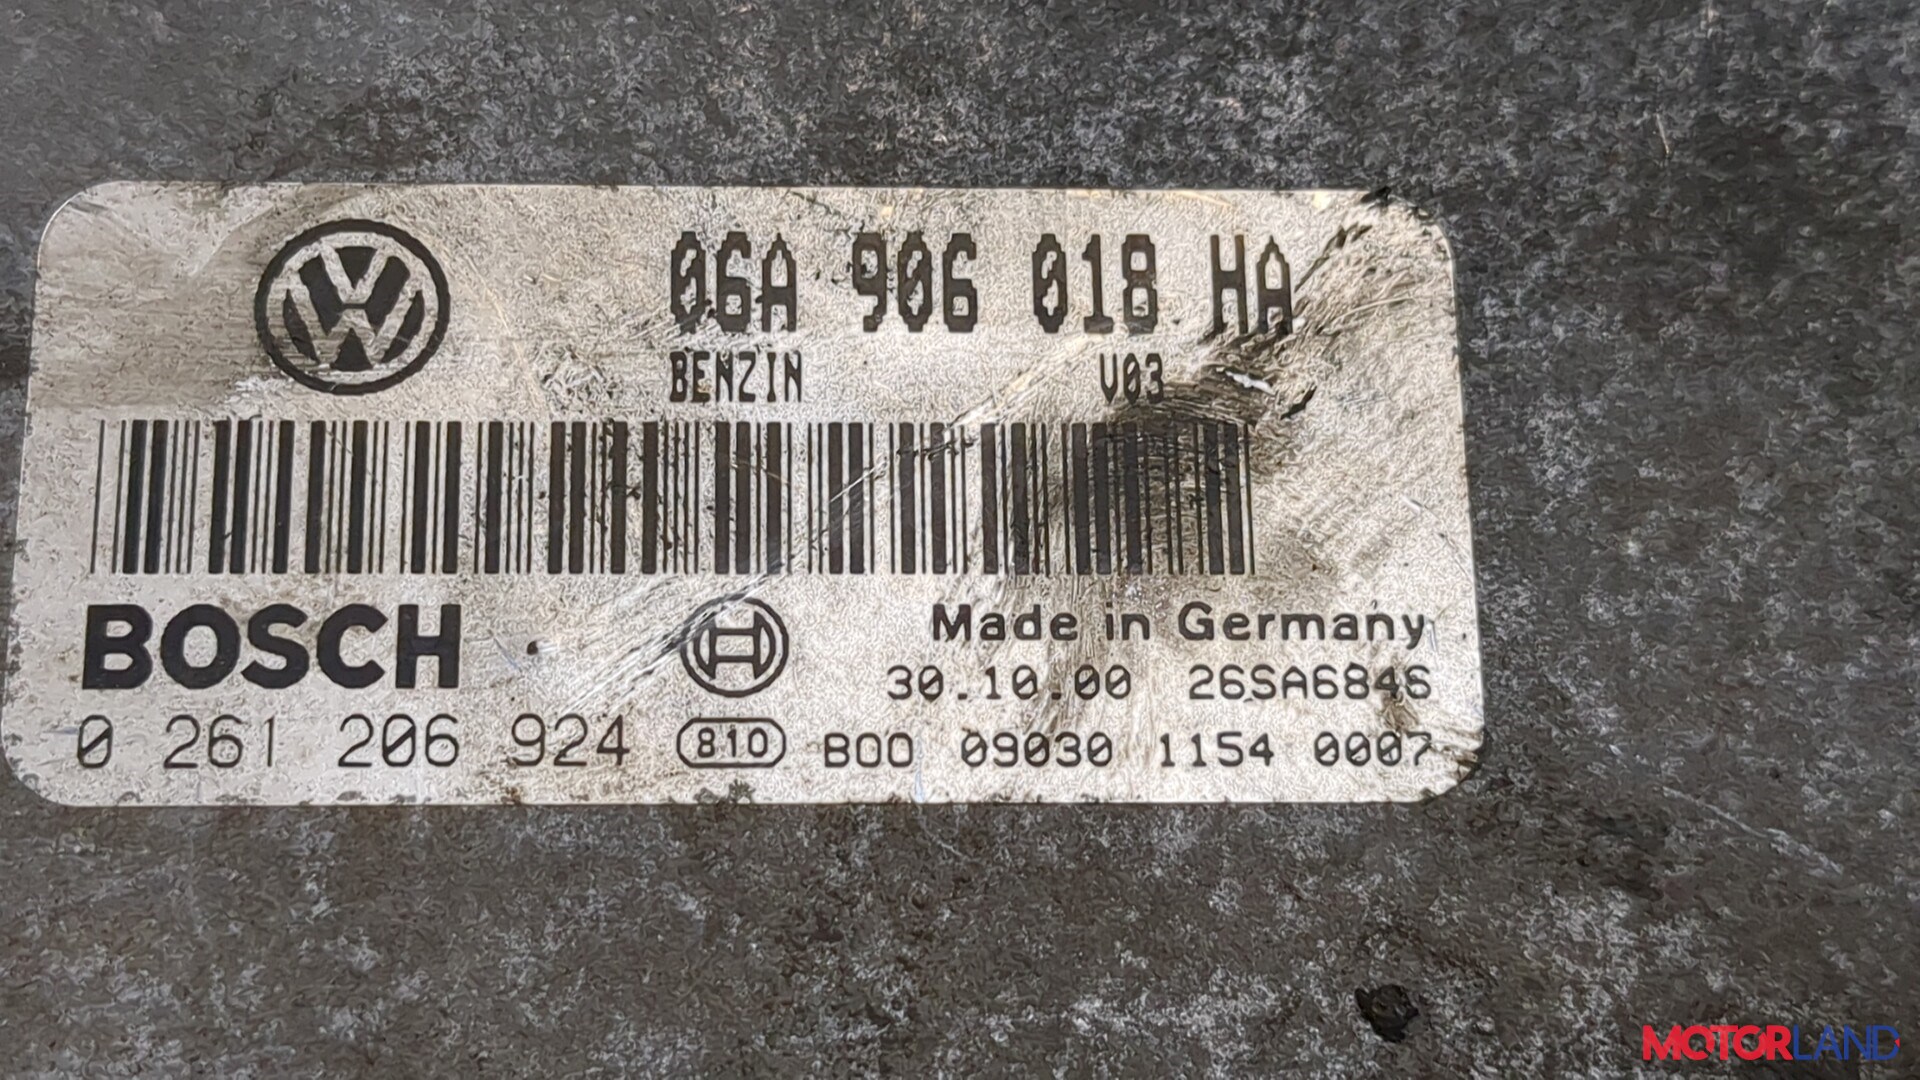 06A 906 018 HA
BENZIN V03
BOSCH
Made in Germany
30.10.00 26SA6846
0 261 206 924 810 B00 09030 1154 0007
MOTORLAND